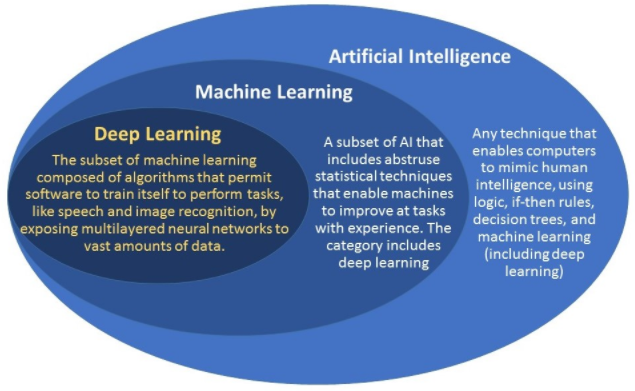 Artificial Intelligence
Machine Learning
Deep Learning
The subset of machine learning
composed of algorithms that permit
software to train itself to perform tasks,
like speech and image recognition, by
exposing multilayered neural networks to
vast amounts of data.
A subset of AI that
includes abstruse
statistical techniques
that enable machines
to improve at tasks
with experience. The
category includes
deep learning
Any technique that
enables computers
to mimic human
intelligence, using
logic, if-then rules,
decision trees, and
machine learning
(including deep
learning)